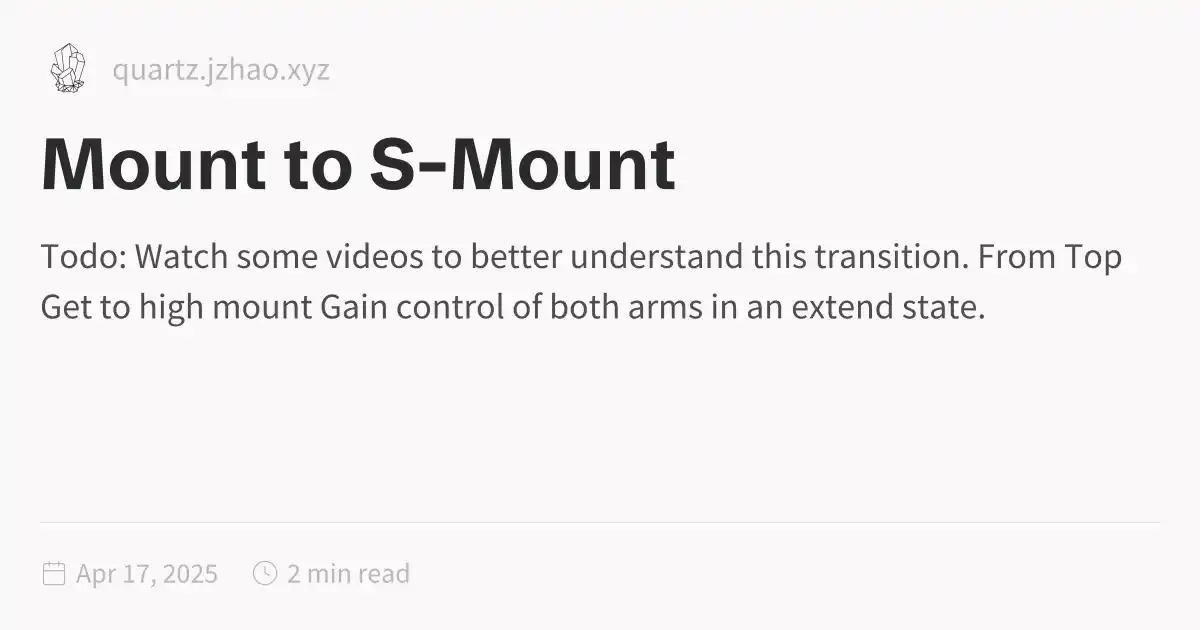 quartz.jzhao.xyz
Mount to S-Mount
Todo: Watch some videos to better understand this transition. From Top
Get to high mount Gain control of both arms in an extend state.
Apr 17, 2025 2 min read